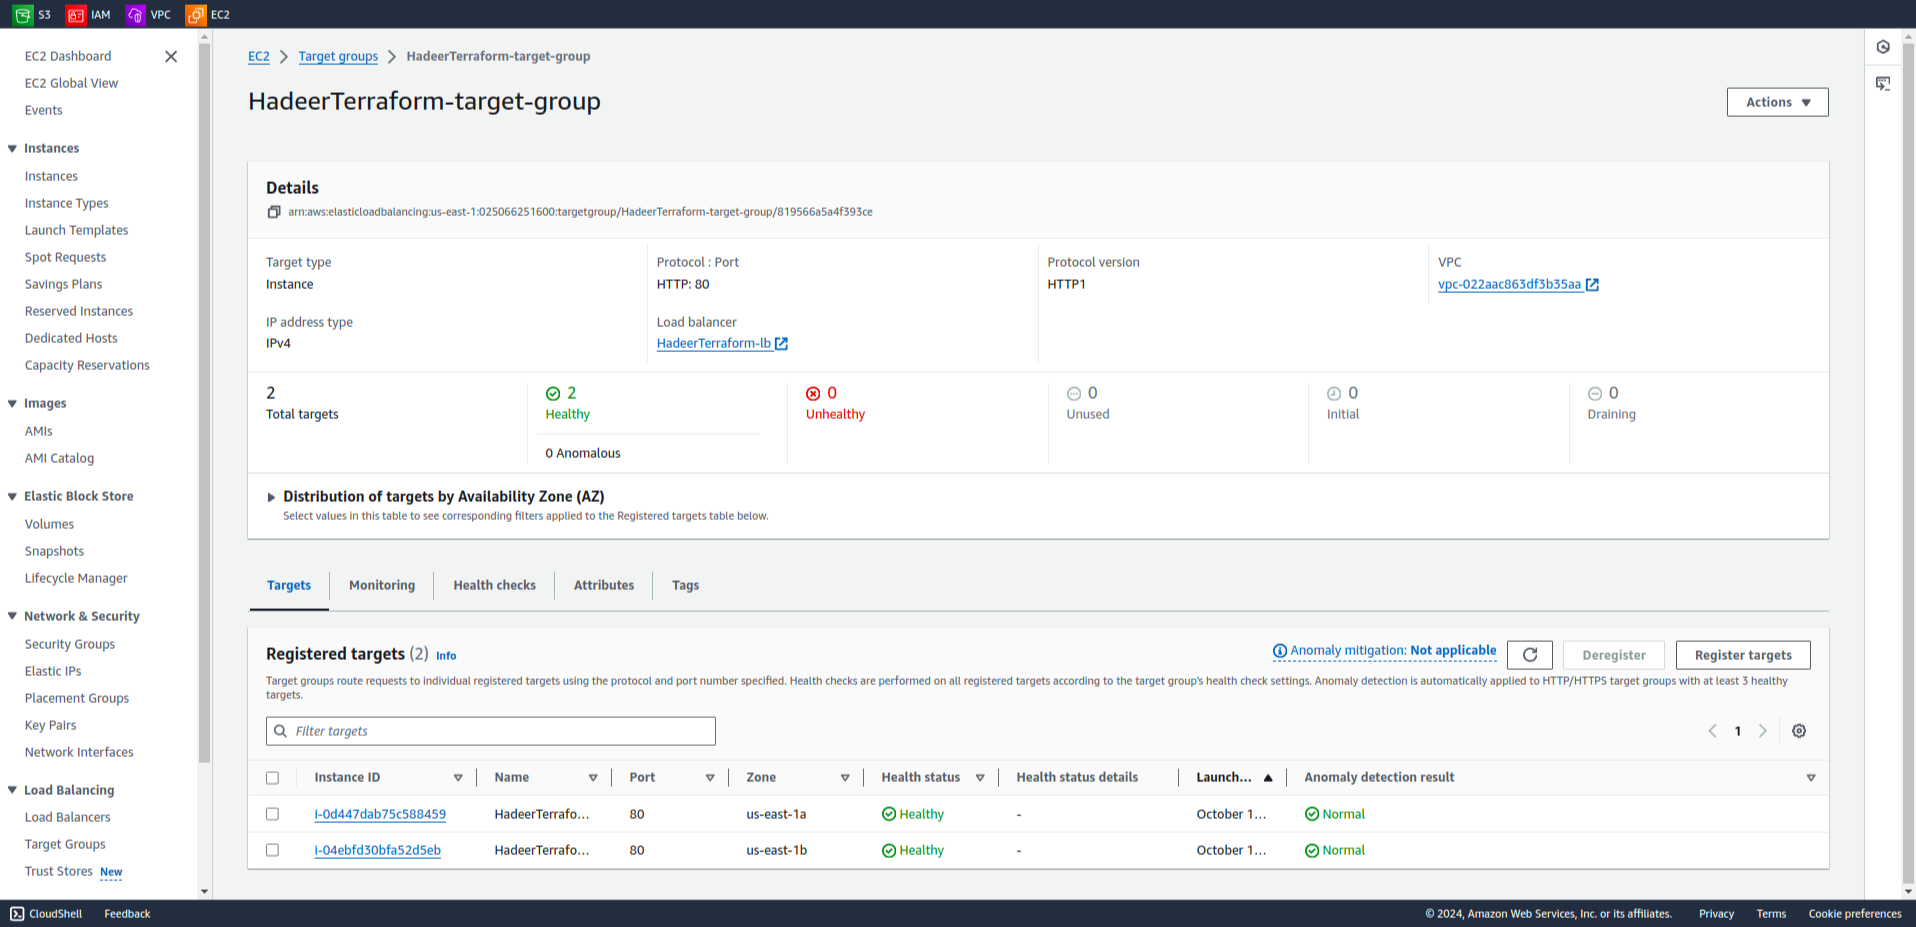 S3 IAM VPC EC2
EC2 Dashboard
EC2 Global View
Events
Instances
Instances
Instance Types
Launch Templates
Spot Requests
Savings Plans
Reserved Instances
Dedicated Hosts
Capacity Reservations
Images
AMIs
AMI Catalog
Elastic Block Store
Volumes
Snapshots
Lifecycle Manager
Network & Security
Security Groups
Elastic IPs
Placement Groups
Key Pairs
Network Interfaces
Load Balancing
Load Balancers
Target Groups
Trust Stores New
EC2 > Target groups > HadeerTerraform-target-group
HadeerTerraform-target-group
Actions
Details
arn:aws:elasticloadbalancing:us-east-1:025066251600:targetgroup/HadeerTerraform-target-group/819566a5a4f393ce
Target type
Instance
Protocol : Port
HTTP: 80
Protocol version
HTTP1
VPC
vpc-022aac863df3b35aa
IP address type
IPv4
Load balancer
HadeerTerraform-lb
2
Total targets
2
Healthy
0 Anomalous
0
Unhealthy
0
Unused
0
Initial
0
Draining
Distribution of targets by Availability Zone (AZ)
Select values in this table to see corresponding filters applied to the Registered targets table below.
Targets Monitoring Health checks Attributes Tags
Registered targets (2) Info
Anomaly mitigation: Not applicable
Deregister
Register targets
Target groups route requests to individual registered targets using the protocol and port number specified. Health checks are performed on all registered targets according to the target group's health check settings. Anomaly detection is automatically applied to HTTP/HTTPS target groups with at least 3 healthy
targets.
Filter targets
1
Instance ID Name Port Zone Health status Health status details Launch... Anomaly detection result
i-0d447dab75c588459 HadeerTerrafo... 80 us-east-1a Healthy - October 1... Normal
i-04ebfd30bfa52d5eb HadeerTerrafo... 80 us-east-1b Healthy - October 1... Normal
CloudShell Feedback © 2024, Amazon Web Services, Inc. or its affiliates. Privacy Terms Cookie preferences